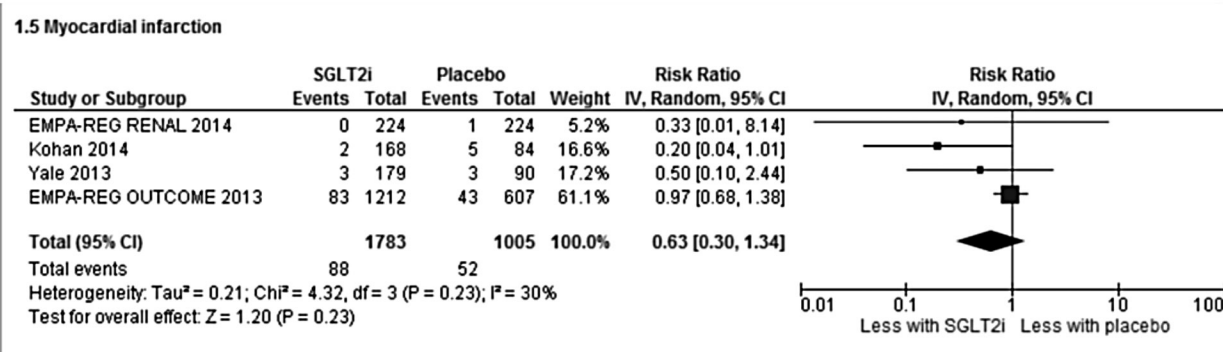 1.5 Myocardial infarction
SGLT2i Placebo Risk Ratio Risk Ratio
Study or Subgroup Events Total Events Total Weight IV, Random, 95% CI IV, Random, 95% CI
EMPA-REG RENAL 2014 0 224 1 224 5.2% 0.33 [0.01, 8.14]
Kohan 2014 2 168 5 84 16.6% 0.20 [0.04, 1.01]
Yale 2013 3 179 3 90 17.2% 0.50 [0.10, 2.44]
EMPA-REG OUTCOME 2013 83 1212 43 607 61.1% 0.97 [0.68, 1.38]
Total (95% CI) 1783 1005 100.0% 0.63 [0.30, 1.34]
Total events 88 52
Heterogeneity: Tau² = 0.21; Chi² = 4.32, df = 3 (P = 0.23); I² = 30%
Test for overall effect: Z = 1.20 (P = 0.23)
0.01 0.1 1 10 100
Less with SGLT2i Less with placebo